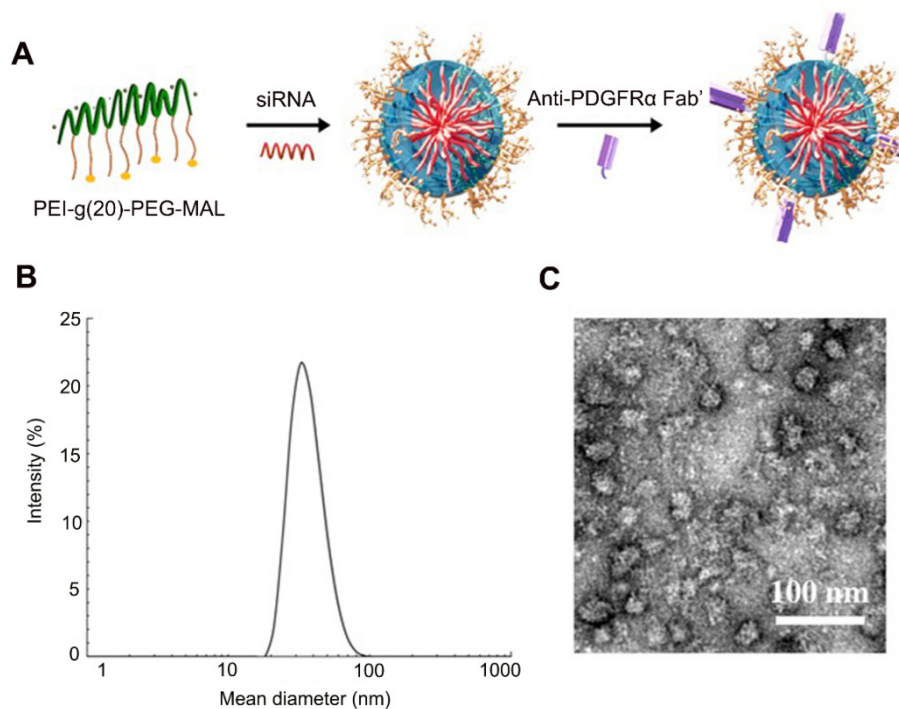 A
siRNA
Anti-PDGFRα Fab’
PEI-g(20)-PEG-MAL
B
C
25
20
15
10
5
0
Intensity (%)
1
10
100
1000
Mean diameter (nm)
100 nm